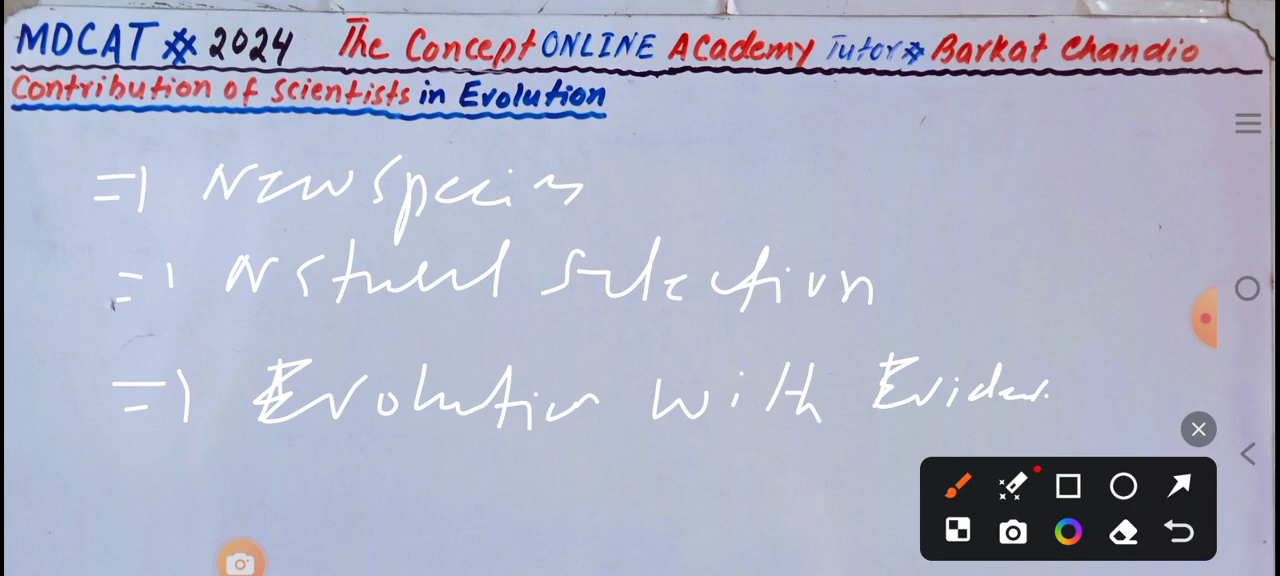 MDCAT # 2024 The Concept ONLINE Academy Tutor # Barkat Chandio
Contribution of scientists in Evolution
=) New Species
=) Natural Selection
=) Evolution with Eviden.